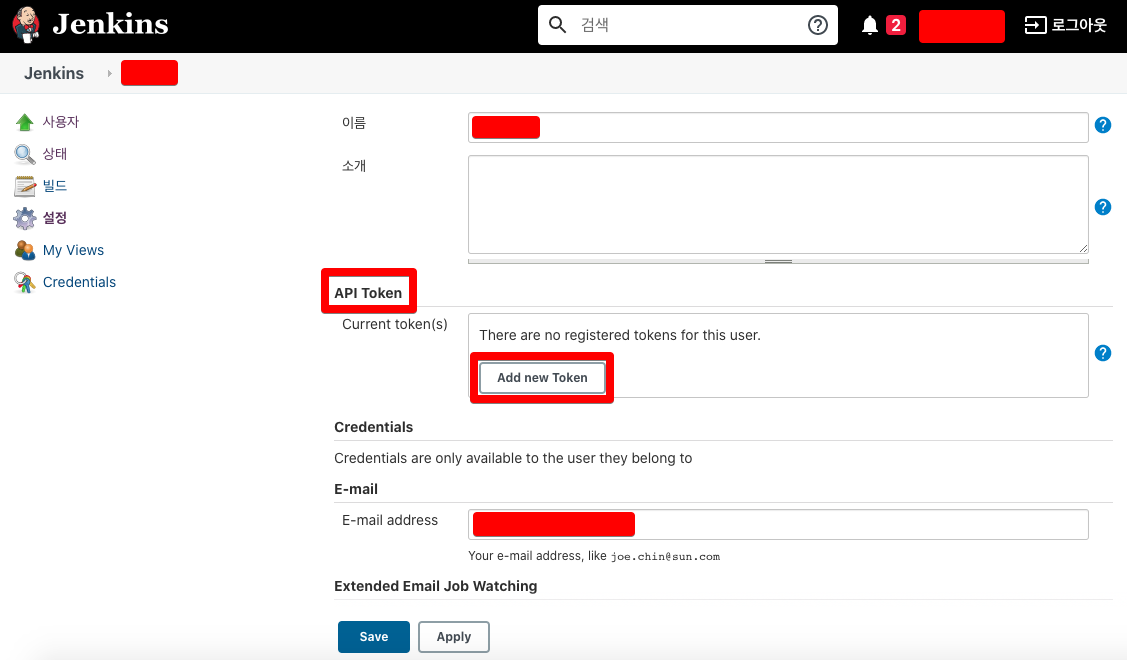 Jenkins
검색
2
로그아웃
Jenkins
사용자
상태
빌드
설정
My Views
Credentials
이름
소개
API Token
Current token(s)
There are no registered tokens for this user.
Add new Token
Credentials
Credentials are only available to the user they belong to
E-mail
E-mail address
Your e-mail address, like joe.chin@sun.com
Extended Email Job Watching
Save
Apply